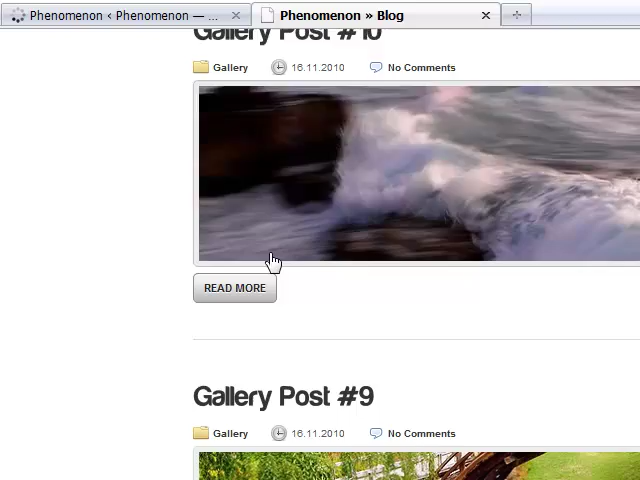 Phenomenon ‹ Phenomenon — ...
Phenomenon » Blog
Gallery Post #10
Gallery 16.11.2010 No Comments
READ MORE
Gallery Post #9
Gallery 16.11.2010 No Comments